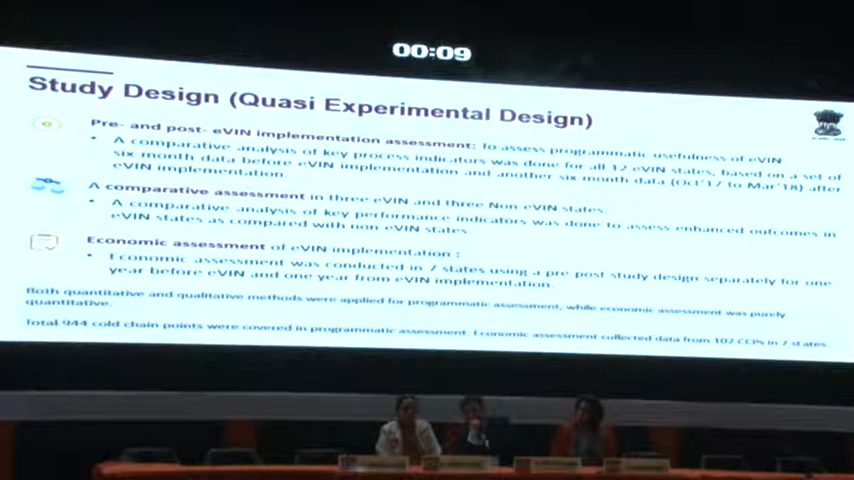 00:09
Study Design (Quasi Experimental Design)
Pre- and post- eVIN implementation assessment: To assess programmatic usefulness of eVIN
• A comparative analysis of key process indicators was done for all 12 eVIN states, based on a set of
six month data before eVIN implementation and another six month data (Oct'17 to Mar'18) after
eVIN implementation.
A comparative assessment in three eVIN and three Non eVIN states
• A comparative analysis of key performance indicators was done to assess enhanced outcomes in
eVIN states as compared with non eVIN states.
Economic assessment of eVIN implementation :
• Economic assessment was conducted in 7 states using a pre post study design separately for one
year before eVIN and one year from eVIN implementation.
Both quantitative and qualitative methods were applied for programmatic assessment, while economic assessment was purely
quantitative.
Total 944 cold chain points were covered in programmatic assessment. Economic assessment collected data from 102 CCPs in 7 states